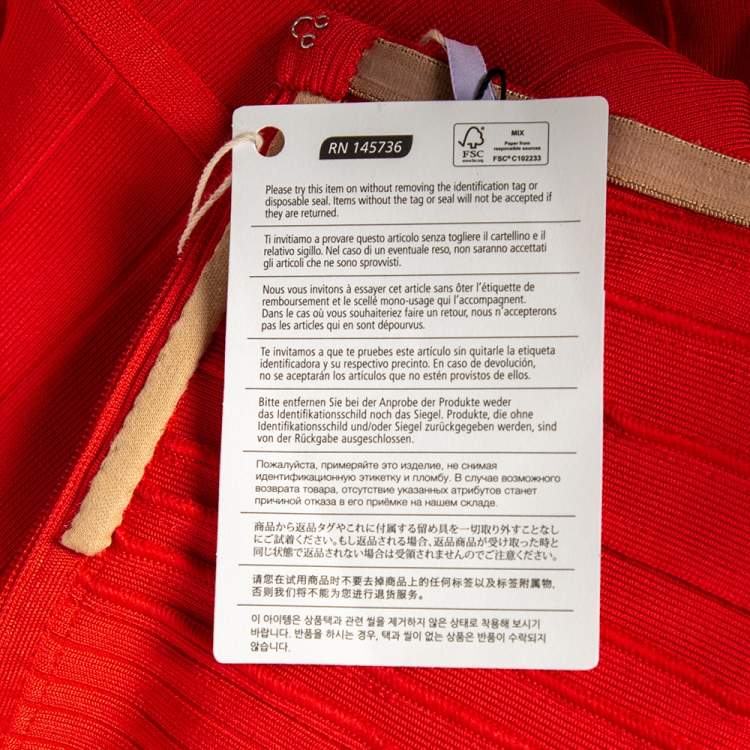 RN 145736
FSC
www.fsc.org
MIX
Paper from
responsible sources
FSC® C102233
Please try this item on without removing the identification tag or
disposable seal. Items without the tag or seal will not be accepted if
they are returned.
Ti invitiamo a provare questo articolo senza togliere il cartellino e il
relativo sigillo. Nel caso di un eventuale reso, non saranno accettati
gli articoli che ne sono sprovvisti.
Nous vous invitons à essayer cet article sans ôter l'étiquette de
remboursement et le scellé mono-usage qui l'accompagnent.
Dans le cas où vous souhaiteriez faire un retour, nous n'accepterons
pas les articles qui en sont dépourvus.
Te invitamos a que te pruebes este artículo sin quitarle la etiqueta
identificadora y su respectivo precinto. En caso de devolución,
no se aceptarán los artículos que no estén provistos de ellos.
Bitte entfernen Sie bei der Anprobe der Produkte weder
das Identifikationsschild noch das Siegel. Produkte, die ohne
Identifikationsschild und/oder Siegel zurückgegeben werden, sind
von der Rückgabe ausgeschlossen.
Пожалуйста, примеряйте это изделие, не снимая
идентификационную этикетку и пломбу. В случае возможного
возврата товара, отсутствие указанных атрибутов станет
причиной отказа в его приёмке на нашем складе.
商品から返品タグやこれに付属する留め具を一切取り外すことなし
にご試着ください。もし返品される場合、返品商品が受け取った時と
同じ状態で返品されない場合は受領されませんのでご注意ください。
请您在试用商品时不要去掉商品上的任何标签以及标签附属物,
否则我们将不能为您进行退货服务。
이 아이템은 상품택과 관련 씰을 제거하지 않은 상태로 착용해 보시기
바랍니다. 반품을 하시는 경우, 택과 씰이 없는 상품은 반품이 수락되지
않습니다.